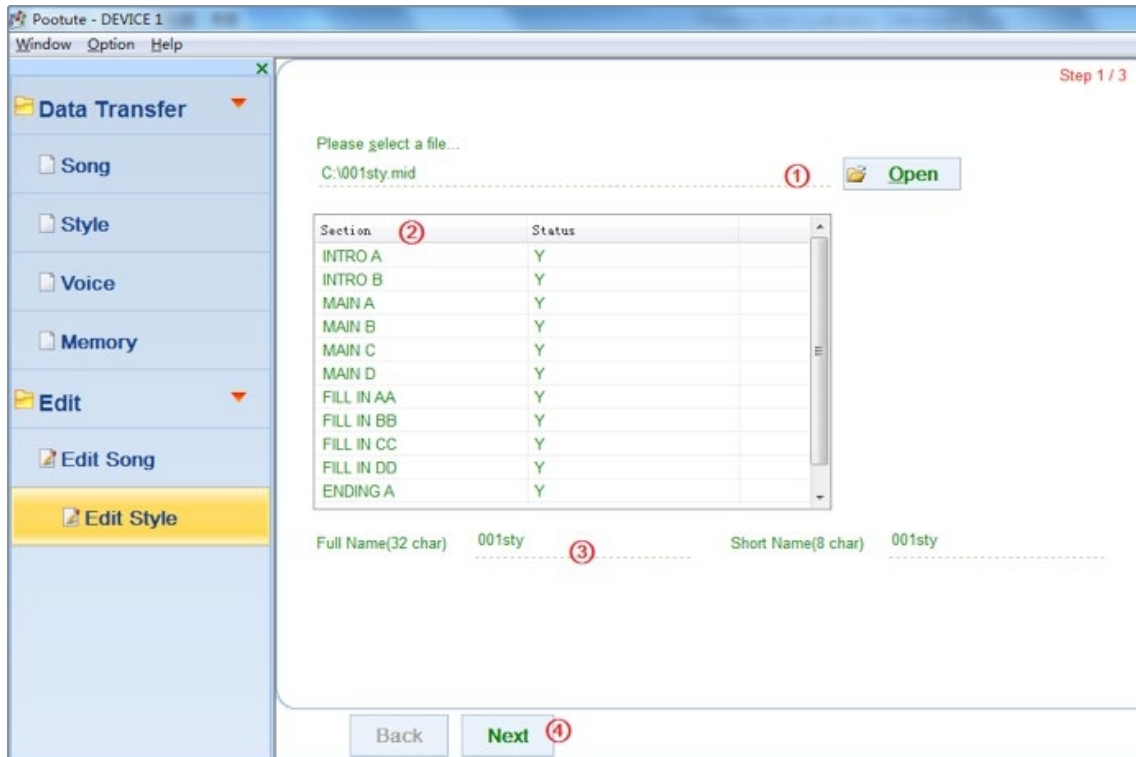 Pootute - DEVICE 1
Window Option Help
Step 1 / 3
Data Transfer
Song
Style
Voice
Memory
Edit
Edit Song
Edit Style
Please select a file...
C:\001sty.mid ① Open
Section ② Status
INTRO A Y
INTRO B Y
MAIN A Y
MAIN B Y
MAIN C Y
MAIN D Y
FILL IN AA Y
FILL IN BB Y
FILL IN CC Y
FILL IN DD Y
ENDING A Y
Full Name(32 char) 001sty ③ Short Name(8 char) 001sty
Back Next ④